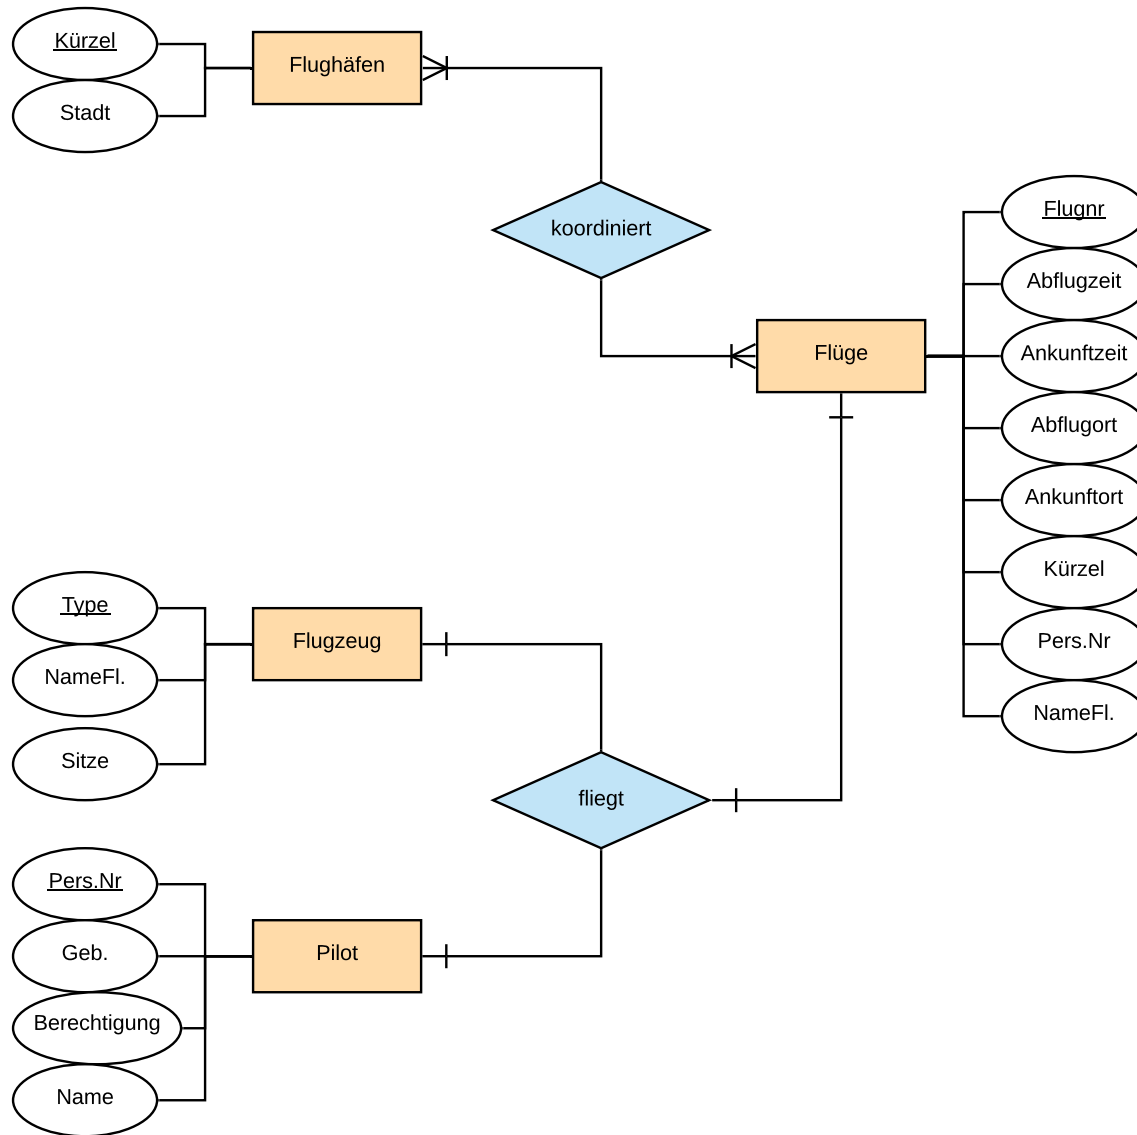 Kürzel
Flughäfen
Stadt
koordiniert
Flugnr
Abflugzeit
Flüge
Ankunftzeit
Abflugort
Ankunftort
Kürzel
Pers.Nr
NameFl.
Type
Flugzeug
NameFl.
Sitze
fliegt
Pers.Nr
Geb.
Pilot
Berechtigung
Name